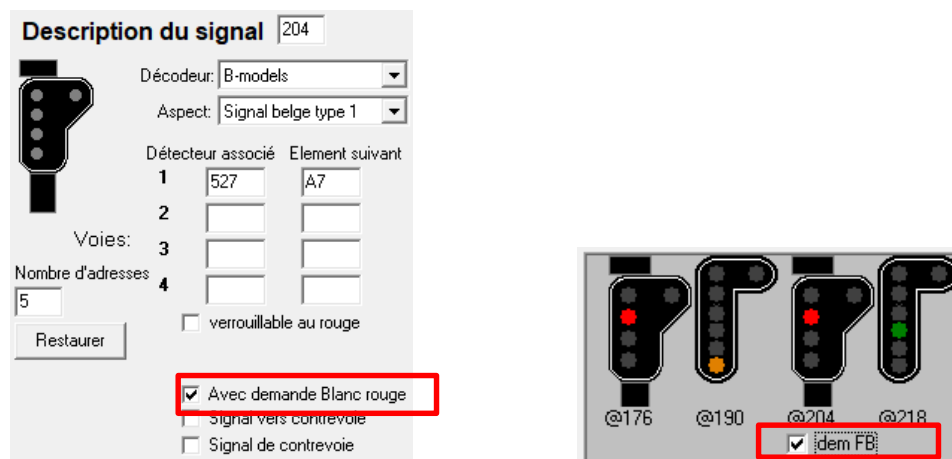 Description du signal 204
Décodeur: B-models
Aspect: Signal belge type 1
Détecteur associé Element suivant
1 527 A7
2
Voies:
3
Nombre d'adresses
4
5
verrouillable au rouge
Restaurer
Avec demande Blanc rouge
Signal vers contrevoie
Signal de contrevoie
@176 @190 @204 @218
dem FB